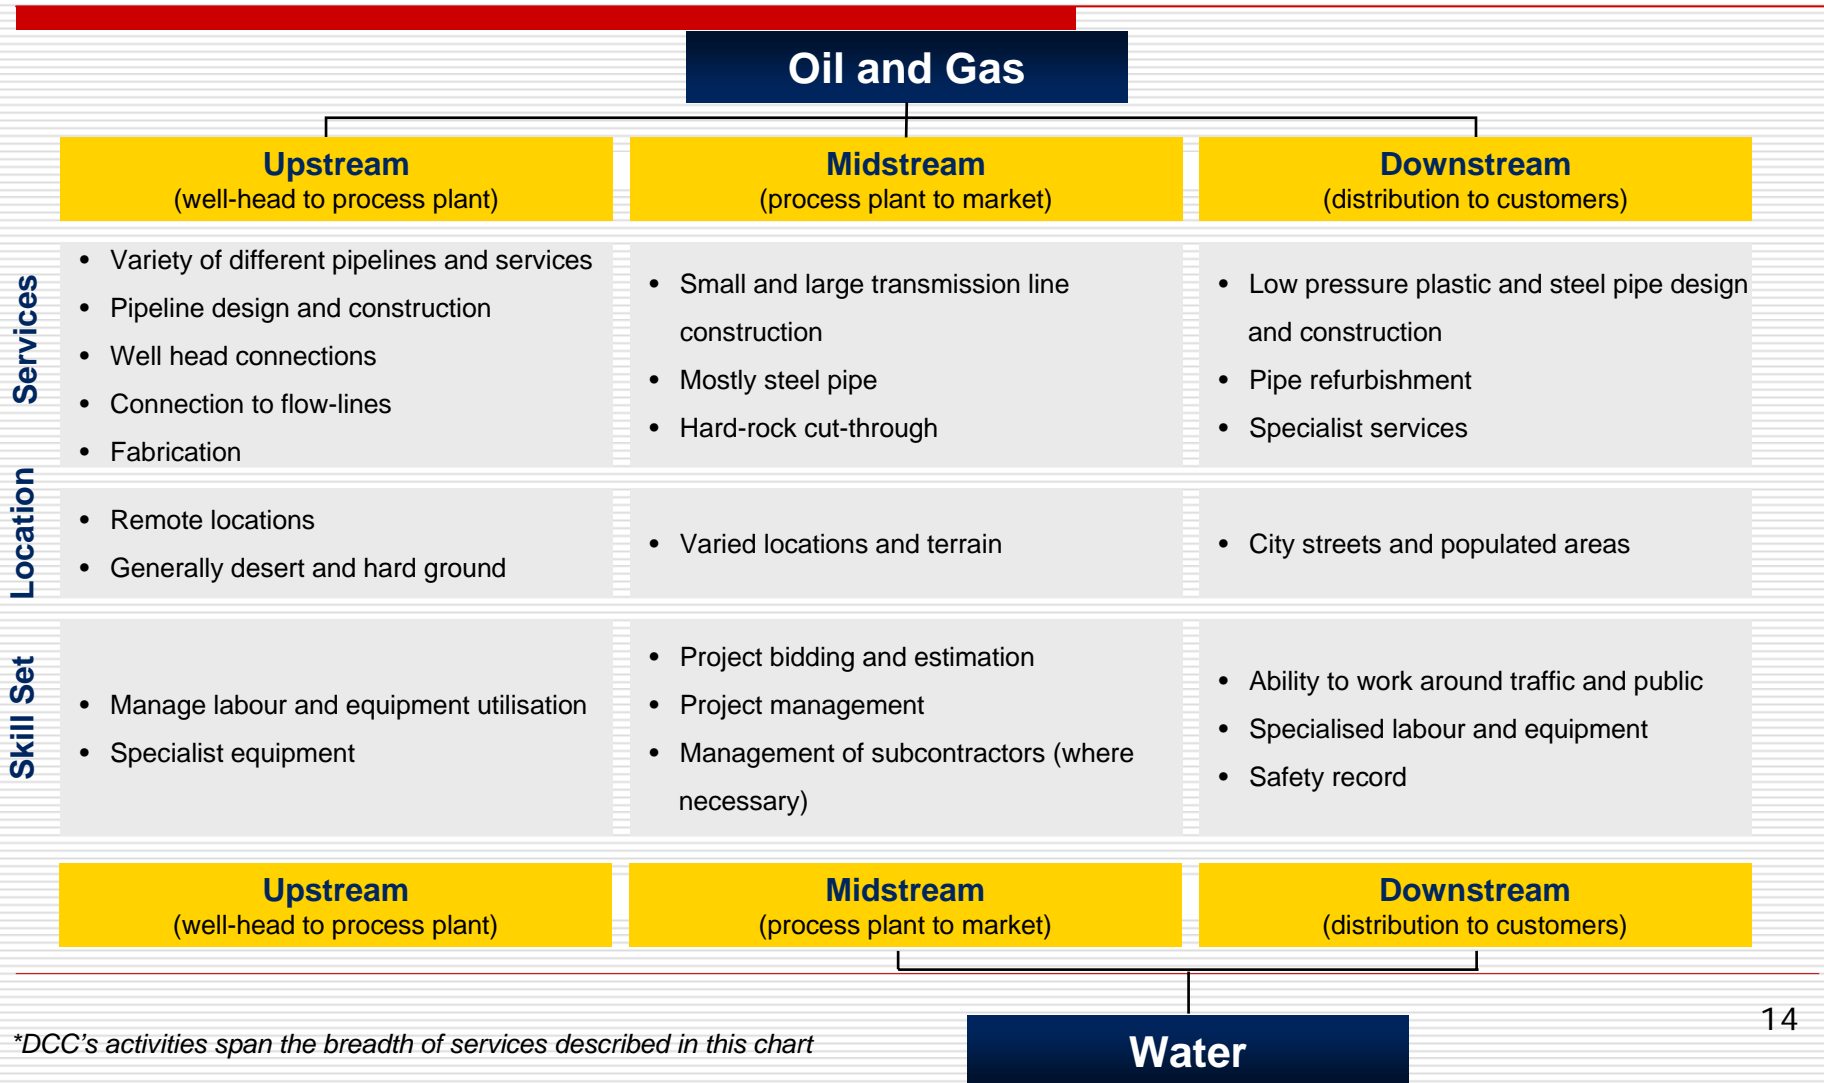 Oil and Gas
Upstream
(well-head to process plant)
Midstream
(process plant to market)
Downstream
(distribution to customers)
Services
• Variety of different pipelines and services
• Pipeline design and construction
• Well head connections
• Connection to flow-lines
• Fabrication
• Small and large transmission line
construction
• Mostly steel pipe
• Hard-rock cut-through
• Low pressure plastic and steel pipe design
and construction
• Pipe refurbishment
• Specialist services
Location
• Remote locations
• Generally desert and hard ground
• Varied locations and terrain
• City streets and populated areas
Skill Set
• Manage labour and equipment utilisation
• Specialist equipment
• Project bidding and estimation
• Project management
• Management of subcontractors (where
necessary)
• Ability to work around traffic and public
• Specialised labour and equipment
• Safety record
Upstream
(well-head to process plant)
Midstream
(process plant to market)
Downstream
(distribution to customers)
Water
*DCC's activities span the breadth of services described in this chart
14